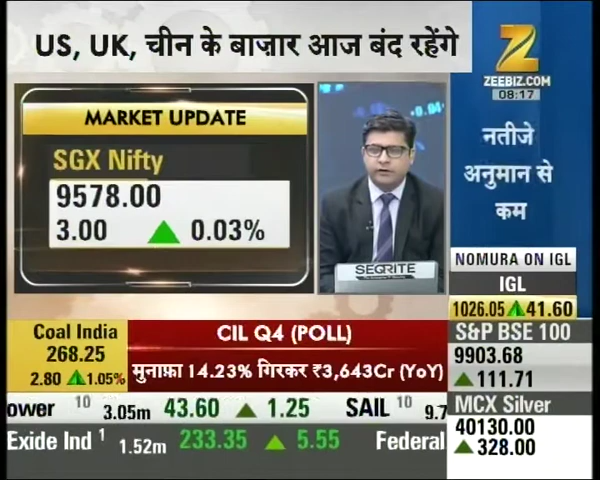 US, UK, चीन के बाज़ार आज बंद रहेंगे
ZEEBIZ.COM
08:17
MARKET UPDATE
SGX Nifty
9578.00
3.00 0.03%
SEQRITE
नतीजे
अनुमान से
कम
NOMURA ON IGL
IGL
1026.05 41.60
Coal India
268.25
2.80 1.05%
CIL Q4 (POLL)
मुनाफ़ा 14.23% गिरकर ₹3,643Cr (YoY)
S&P BSE 100
9903.68
111.71
MCX Silver
40130.00
328.00
ower 10 3.05m 43.60 1.25 SAIL 10 9.7
Exide Ind 1 1.52m 233.35 5.55 Federal